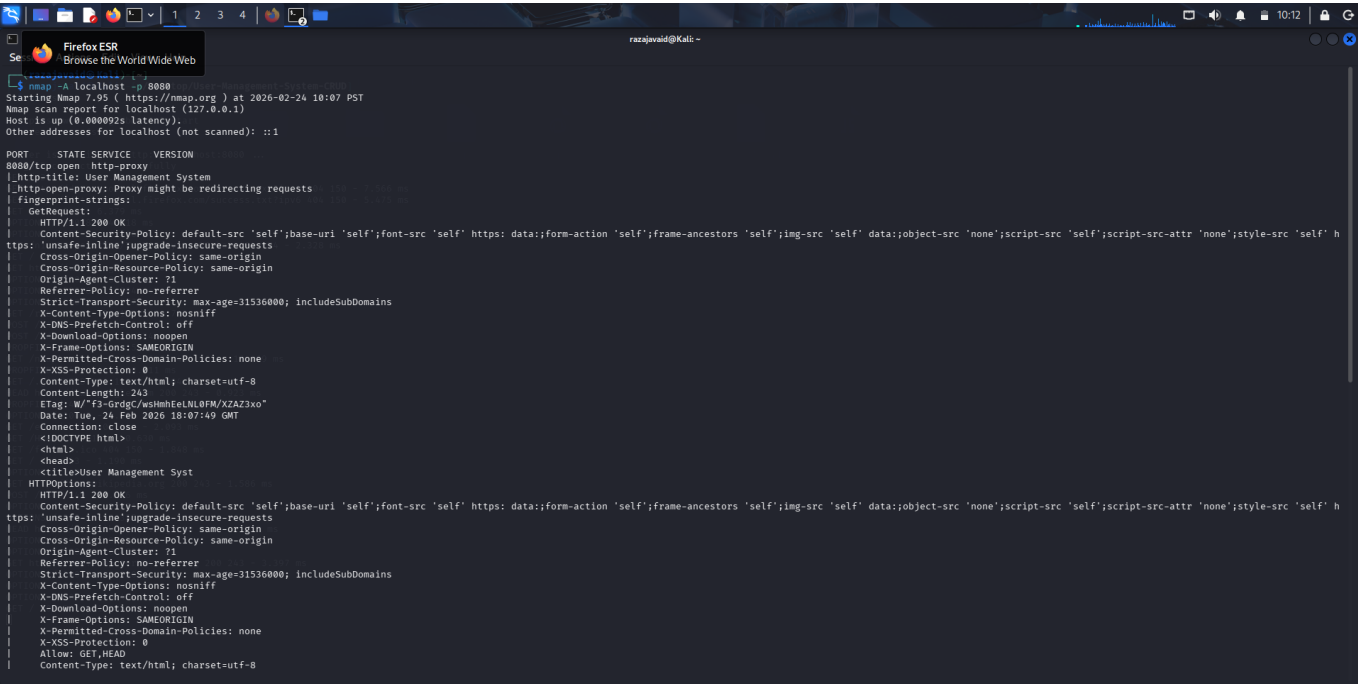 1 2 3 4 10:12
razajavaid@Kali: ~
Firefox ESR
Browse the World Wide Web
$ nmap -A localhost -p 8080
Starting Nmap 7.95 ( https://nmap.org ) at 2026-02-24 10:07 PST
Nmap scan report for localhost (127.0.0.1)
Host is up (0.000092s latency).
Other addresses for localhost (not scanned): ::1
PORT STATE SERVICE VERSION
8080/tcp open http-proxy
|_http-title: User Management System
|_http-open-proxy: Proxy might be redirecting requests
| fingerprint-strings:
| GetRequest:
| HTTP/1.1 200 OK
| Content-Security-Policy: default-src 'self';base-uri 'self';font-src 'self' https: data:;form-action 'self';frame-ancestors 'self';img-src 'self' data:;object-src 'none';script-src 'self';script-src-attr 'none';style-src 'self' h
ttps: 'unsafe-inline';upgrade-insecure-requests
| Cross-Origin-Opener-Policy: same-origin
| Cross-Origin-Resource-Policy: same-origin
| Origin-Agent-Cluster: ?1
| Referrer-Policy: no-referrer
| Strict-Transport-Security: max-age=31536000; includeSubDomains
| X-Content-Type-Options: nosniff
| X-DNS-Prefetch-Control: off
| X-Download-Options: noopen
| X-Frame-Options: SAMEORIGIN
| X-Permitted-Cross-Domain-Policies: none
| X-XSS-Protection: 0
| Content-Type: text/html; charset=utf-8
| Content-Length: 243
| ETag: W/"f3-GrdgC/wsHmhEeLNL0FM/XZAZ3xo"
| Date: Tue, 24 Feb 2026 18:07:49 GMT
| Connection: close
| <!DOCTYPE html>
| <html>
| <head>
| <title>User Management Syst
| HTTPOptions:
| HTTP/1.1 200 OK
| Content-Security-Policy: default-src 'self';base-uri 'self';font-src 'self' https: data:;form-action 'self';frame-ancestors 'self';img-src 'self' data:;object-src 'none';script-src 'self';script-src-attr 'none';style-src 'self' h
ttps: 'unsafe-inline';upgrade-insecure-requests
| Cross-Origin-Opener-Policy: same-origin
| Cross-Origin-Resource-Policy: same-origin
| Origin-Agent-Cluster: ?1
| Referrer-Policy: no-referrer
| Strict-Transport-Security: max-age=31536000; includeSubDomains
| X-Content-Type-Options: nosniff
| X-DNS-Prefetch-Control: off
| X-Download-Options: noopen
| X-Frame-Options: SAMEORIGIN
| X-Permitted-Cross-Domain-Policies: none
| X-XSS-Protection: 0
| Allow: GET,HEAD
| Content-Type: text/html; charset=utf-8